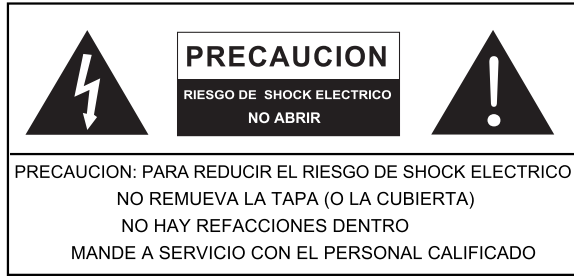 PRECAUCION
RIESGO DE SHOCK ELECTRICO
NO ABRIR
PRECAUCION: PARA REDUCIR EL RIESGO DE SHOCK ELECTRICO
NO REMUEVA LA TAPA (O LA CUBIERTA)
NO HAY REFACCIONES DENTRO
MANDE A SERVICIO CON EL PERSONAL CALIFICADO